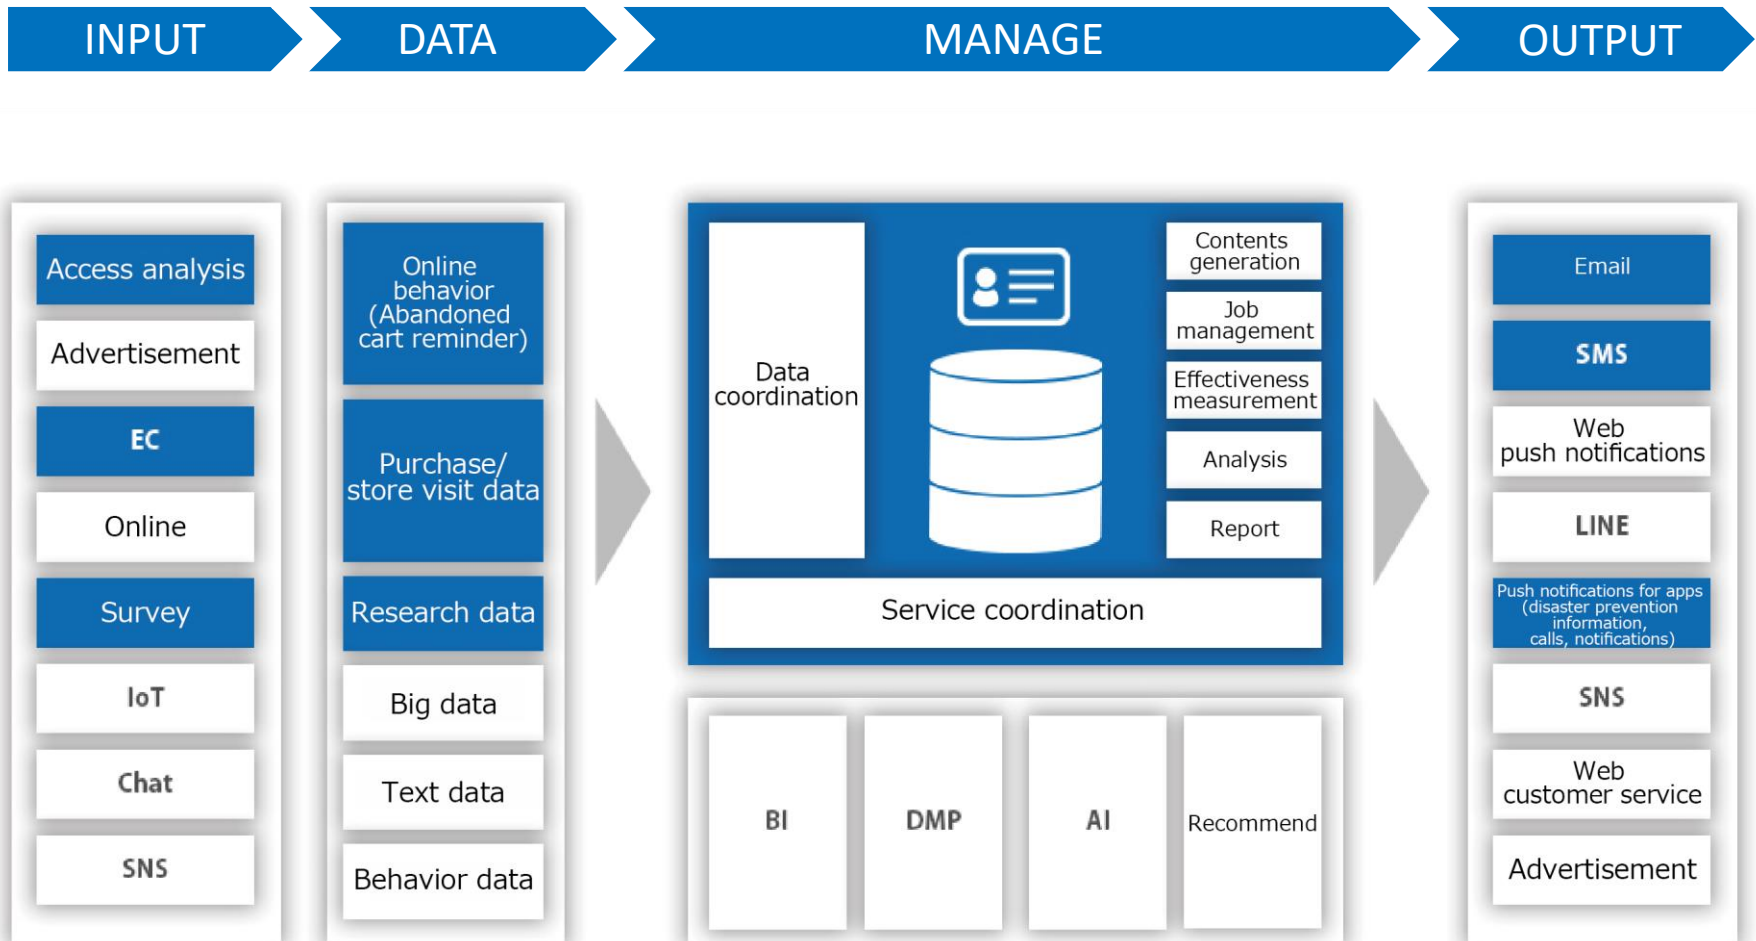 INPUT
DATA
MANAGE
OUTPUT
Access analysis
Advertisement
EC
Online
Survey
IoT
Chat
SNS
Online
behavior
(Abandoned
cart reminder)
Purchase/
store visit data
Research data
Big data
Text data
Behavior data
Data
coordination
Contents
generation
Job
management
Effectiveness
measurement
Analysis
Report
Service coordination
BI
DMP
AI
Recommend
Email
SMS
Web
push notifications
LINE
Push notifications for apps
(disaster prevention
information,
calls, notifications)
SNS
Web
customer service
Advertisement